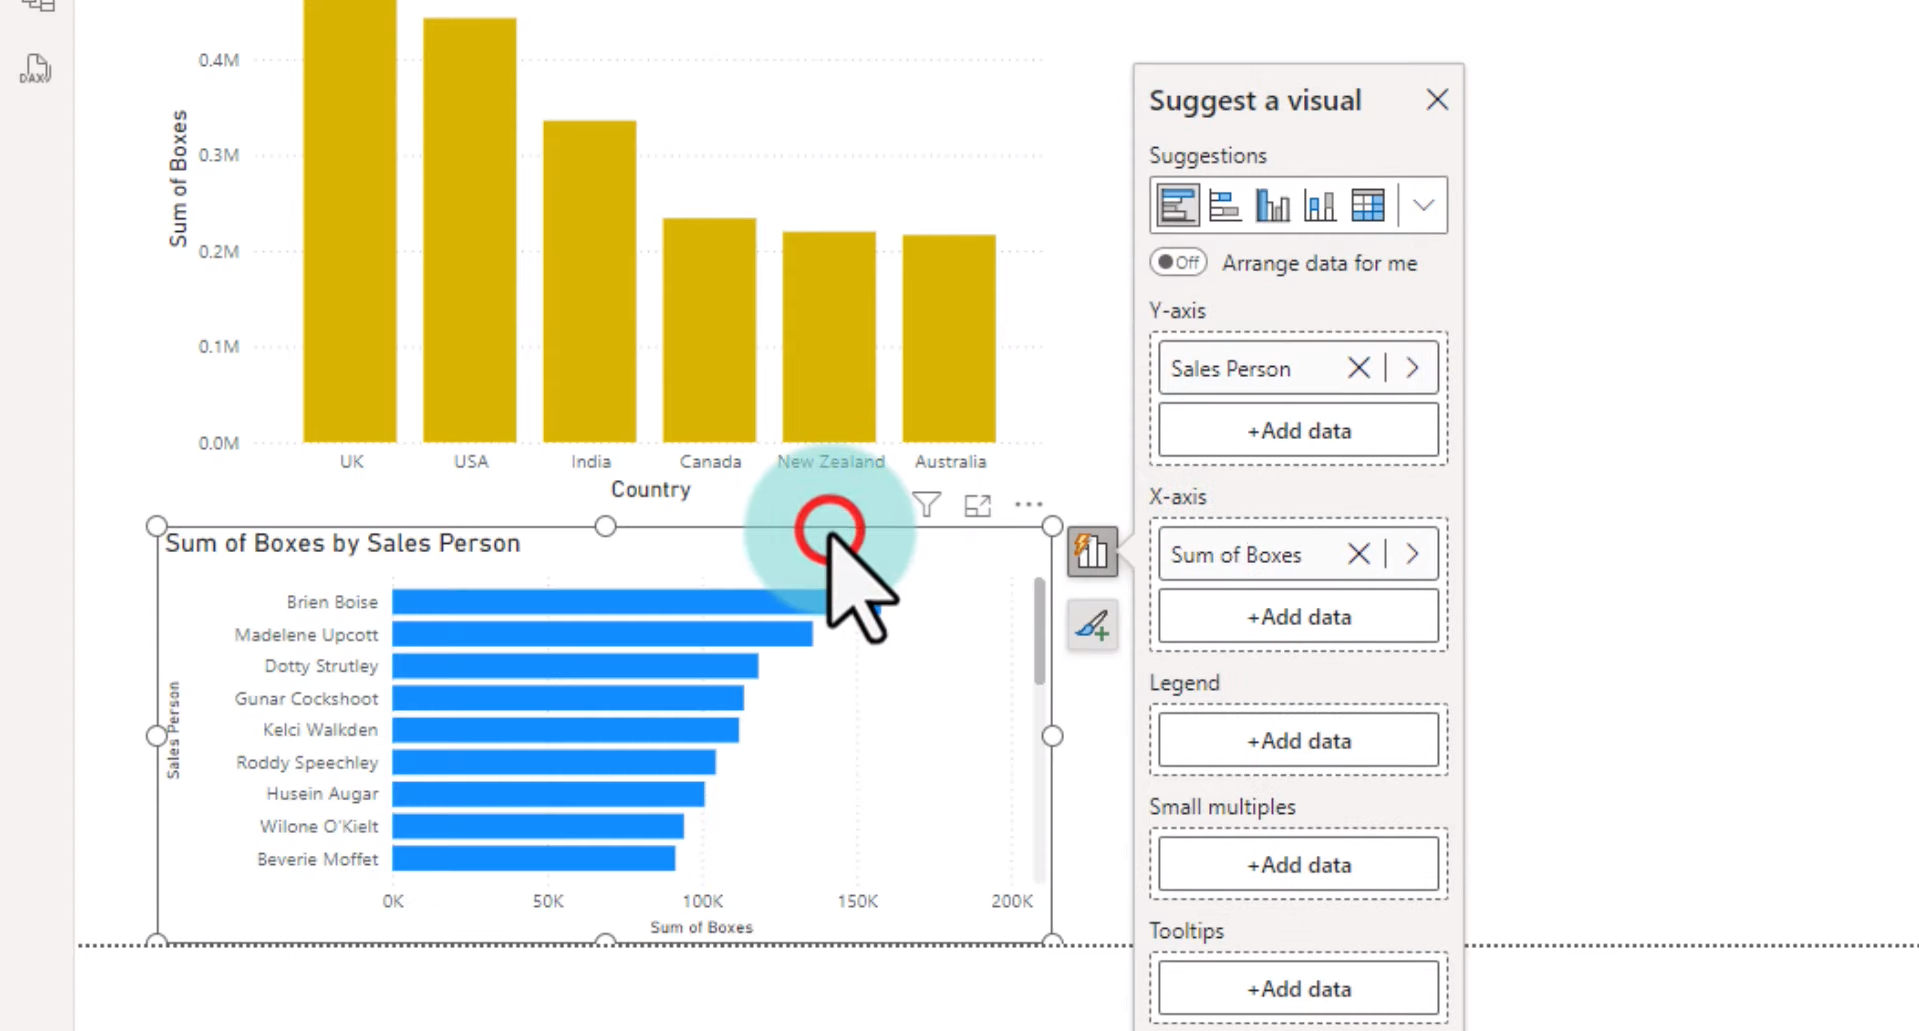 DAX
0.4M
0.3M
0.2M
0.1M
0.0M
Sum of Boxes
UK
USA
India
Canada
New Zealand
Australia
Country
Sum of Boxes by Sales Person
Sales Person
Brien Boise
Madelene Upcott
Dotty Strutley
Gunar Cockshoot
Kelci Walkden
Roddy Speechley
Husein Augar
Wilone O'Kielt
Beverie Moffet
0K
50K
100K
150K
200K
Sum of Boxes
Suggest a visual
Suggestions
Off
Arrange data for me
Y-axis
Sales Person
+Add data
X-axis
Sum of Boxes
+Add data
Legend
+Add data
Small multiples
+Add data
Tooltips
+Add data